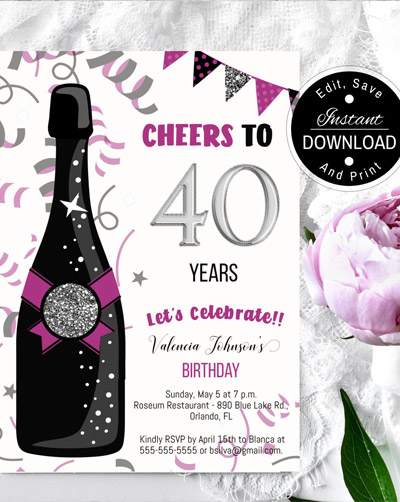 CHEERS TO
40
YEARS
Let's Celebrate!!
Valencia Johnson's
BIRTHDAY
Sunday, May 5 at 7 p.m.
Roseum Restaurant - 890 Blue Lake Rd.,
Orlando, FL
Kindly RSVP by April 15th to Blanca at
555-555-5555 or bsilva@gmail.com.
Edit, Save
Instant
DOWNLOAD
And Print